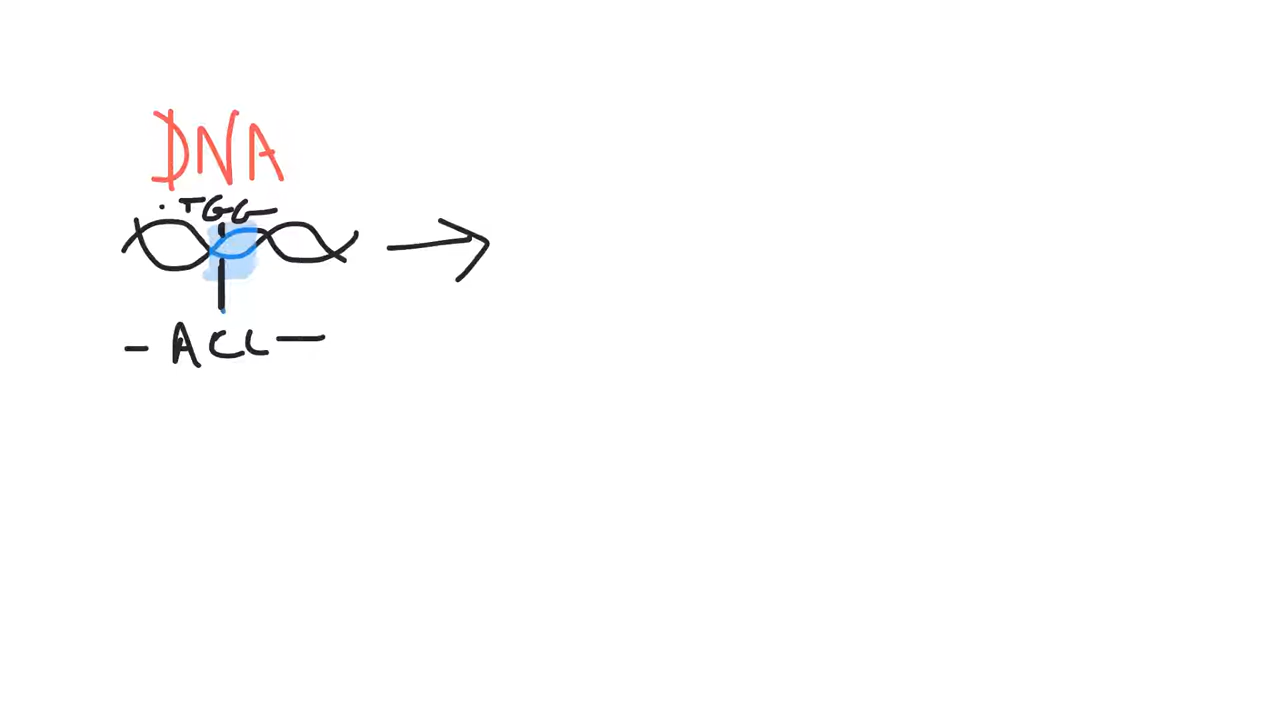 DNA
· TGG -
- ACC -